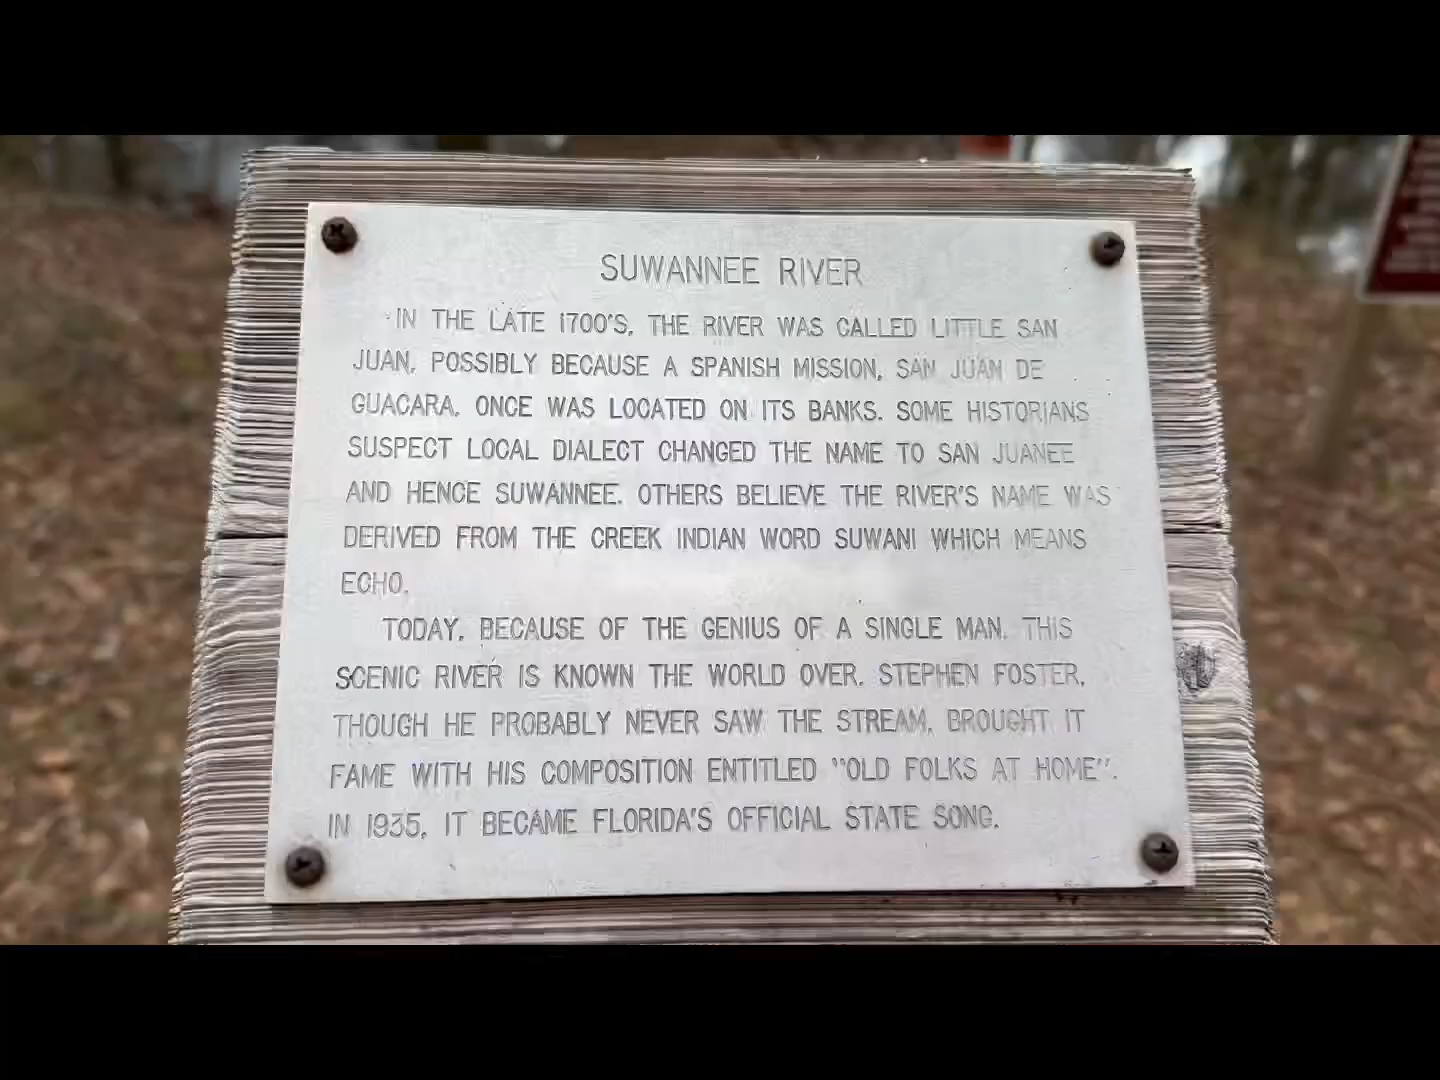 SUWANNEE RIVER
IN THE LATE 1700'S, THE RIVER WAS CALLED LITTLE SAN
JUAN, POSSIBLY BECAUSE A SPANISH MISSION, SAN JUAN DE
GUACARA, ONCE WAS LOCATED ON ITS BANKS. SOME HISTORIANS
SUSPECT LOCAL DIALECT CHANGED THE NAME TO SAN JUANEE
AND HENCE SUWANNEE. OTHERS BELIEVE THE RIVER'S NAME WAS
DERIVED FROM THE CREEK INDIAN WORD SUWANI WHICH MEANS
ECHO.
TODAY, BECAUSE OF THE GENIUS OF A SINGLE MAN, THIS
SCENIC RIVER IS KNOWN THE WORLD OVER. STEPHEN FOSTER,
THOUGH HE PROBABLY NEVER SAW THE STREAM, BROUGHT IT
FAME WITH HIS COMPOSITION ENTITLED "OLD FOLKS AT HOME".
IN 1935, IT BECAME FLORIDA'S OFFICIAL STATE SONG.